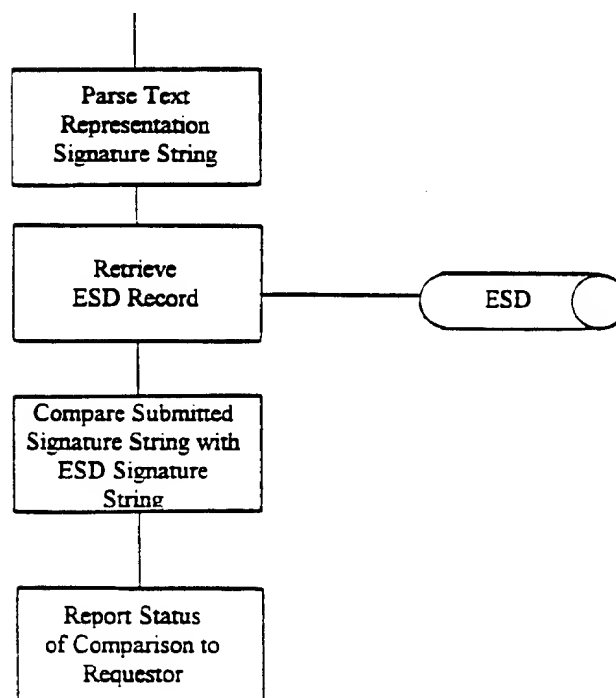 Parse Text
Representation
Signature String
Retrieve
ESD Record
ESD
Compare Submitted
Signature String with
ESD Signature
String
Report Status
of Comparison to
Requestor